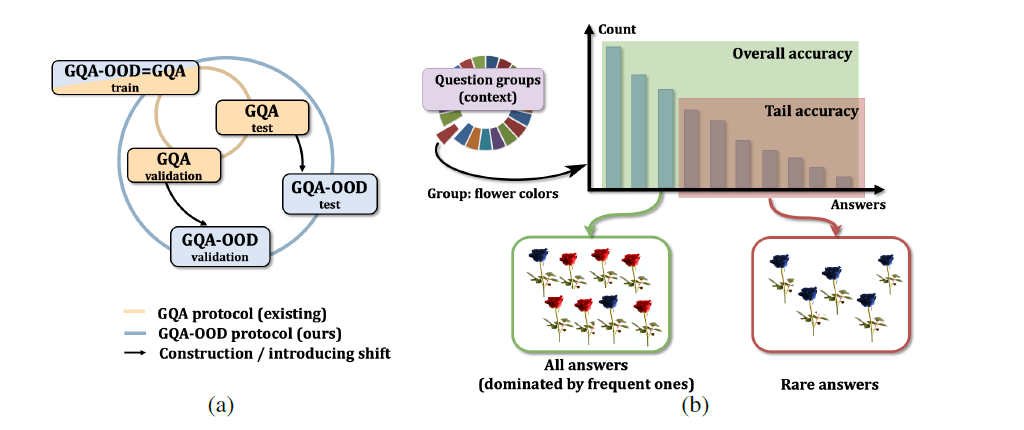 GQA-OOD=GQA
train
GQA
test
GQA
validation
GQA-OOD
test
GQA-OOD
validation
GQA protocol (existing)
GQA-OOD protocol (ours)
Construction / introducing shift
(a)
Count
Overall accuracy
Question groups
(context)
Tail accuracy
Group: flower colors
Answers
All answers
(dominated by frequent ones)
Rare answers
(b)